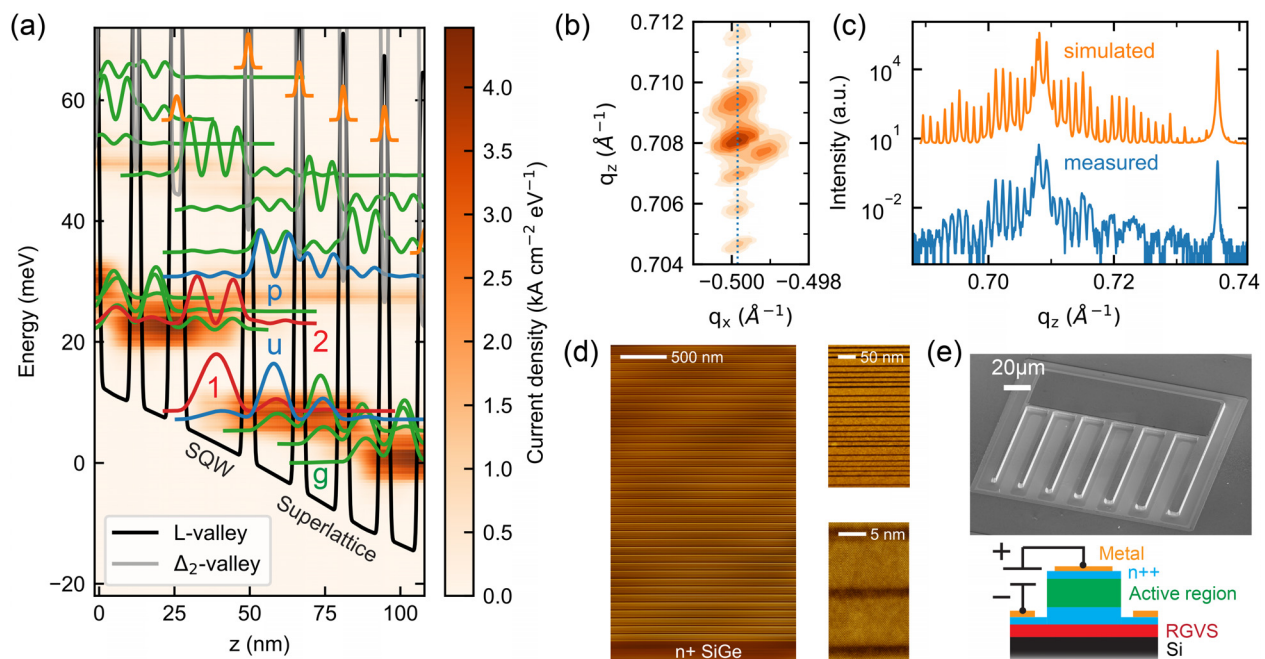 (a)
Energy (meV)
60
40
20
0
−20
p
2
u
1
g
SQW
Superlattice
L-valley
Δ₂-valley
0
25
50
75
100
z (nm)
4.5
4.0
3.5
3.0
2.5
2.0
1.5
1.0
0.5
0.0
Current density (kA cm⁻² eV⁻¹)
(b)
0.712
0.710
0.708
0.706
0.704
q_z (Å⁻¹)
−0.500 −0.498
q_x (Å⁻¹)
(c)
Intensity (a.u.)
10⁴
10¹
10⁻²
simulated
measured
0.70 0.72 0.74
q_z (Å⁻¹)
(d)
500 nm
n+ SiGe
50 nm
5 nm
(e)
20μm
+
−
Metal
n++
Active region
RGVS
Si